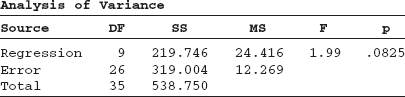 Analysis of Variance
Source DF SS MS F p
Regression 9 219.746 24.416 1.99 .0825
Error 26 319.004 12.269
Total 35 538.750